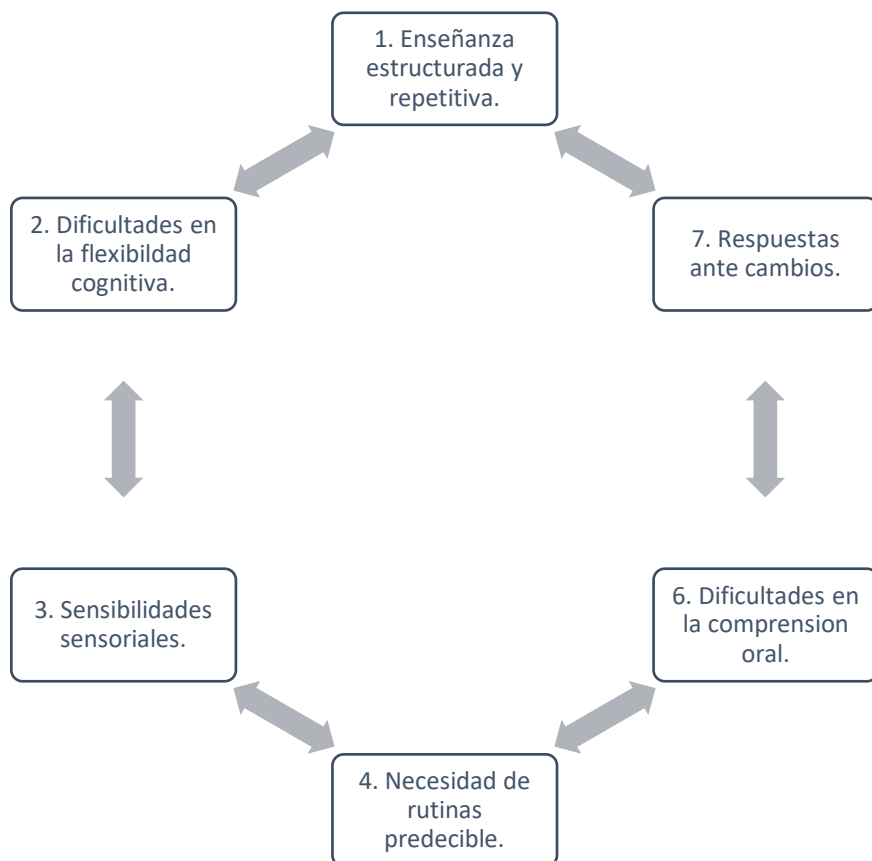 1. Enseñanza
estructurada y
repetitiva.
2. Dificultades en
la flexibildad
cognitiva.
7. Respuestas
ante cambios.
3. Sensibilidades
sensoriales.
6. Dificultades en
la comprension
oral.
4. Necesidad de
rutinas
predecible.